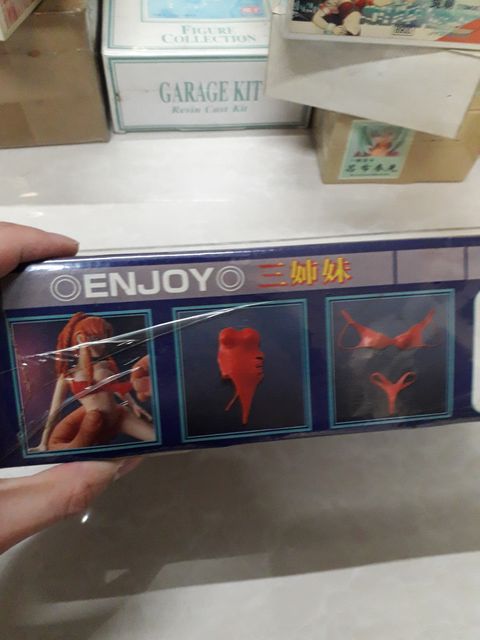 FIGURE
COLLECTION
GARAGE KIT
Resin Cast Kit
◎ENJOY◎ 三姉妹